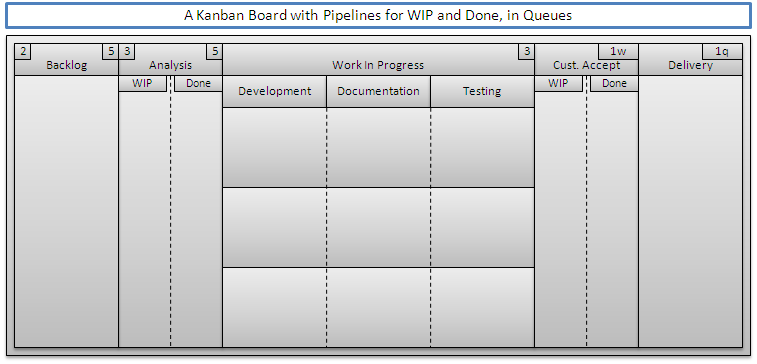 A Kanban Board with Pipelines for WIP and Done, in Queues
2 5 3 5 3 1w 1q
Backlog Analysis Work In Progress Cust. Accept Delivery
WIP Done WIP Done
Development Documentation Testing